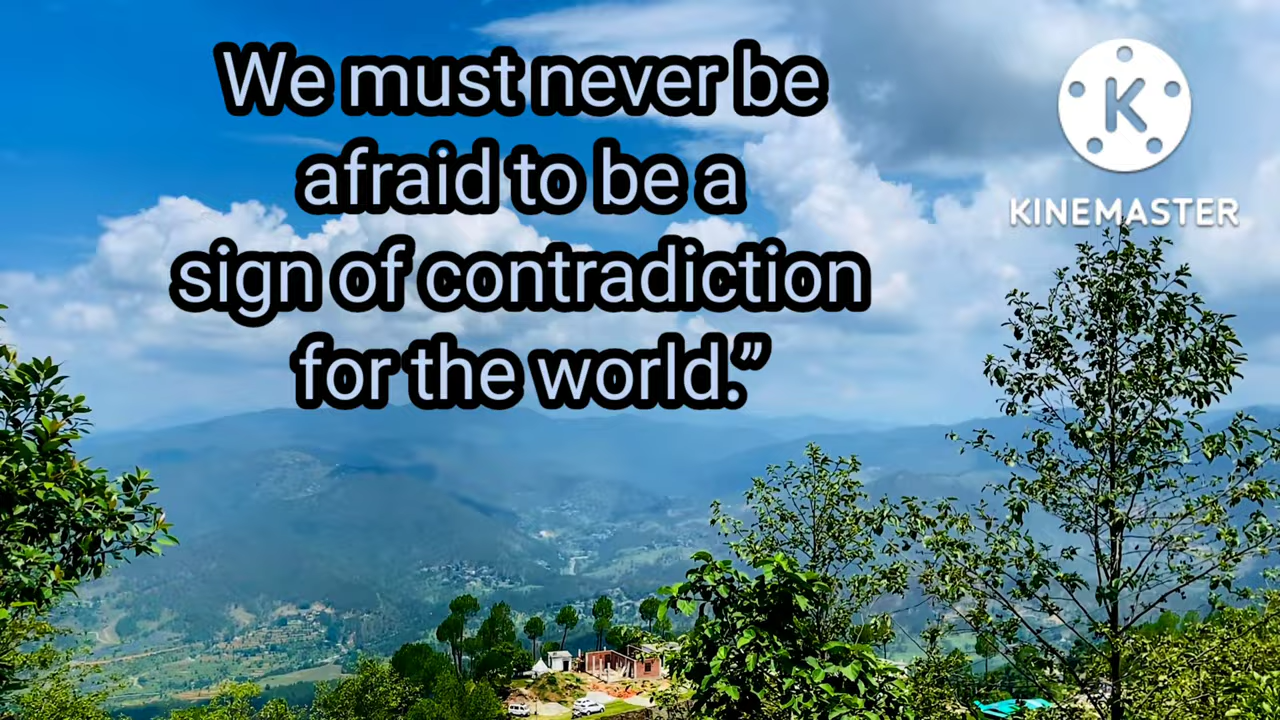 We must never be
afraid to be a
sign of contradiction
for the world.”
K
KINEMASTER